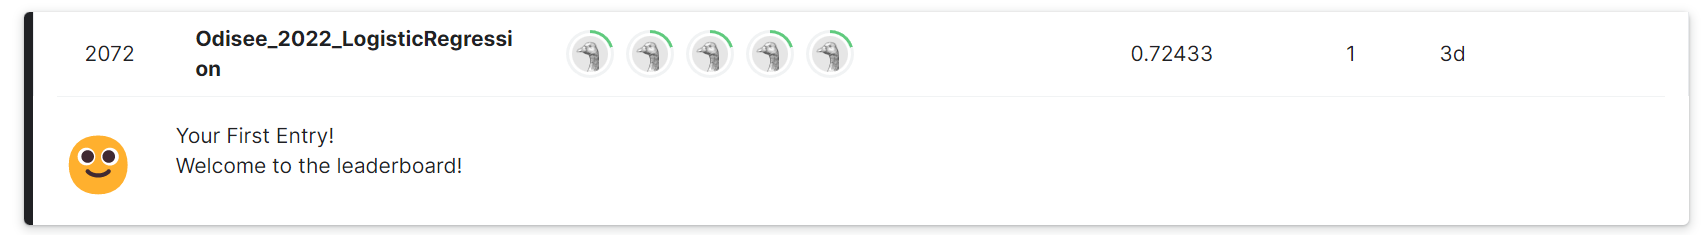 2072 Odisee_2022_LogisticRegressi 0.72433 1 3d
on
Your First Entry!
Welcome to the leaderboard!